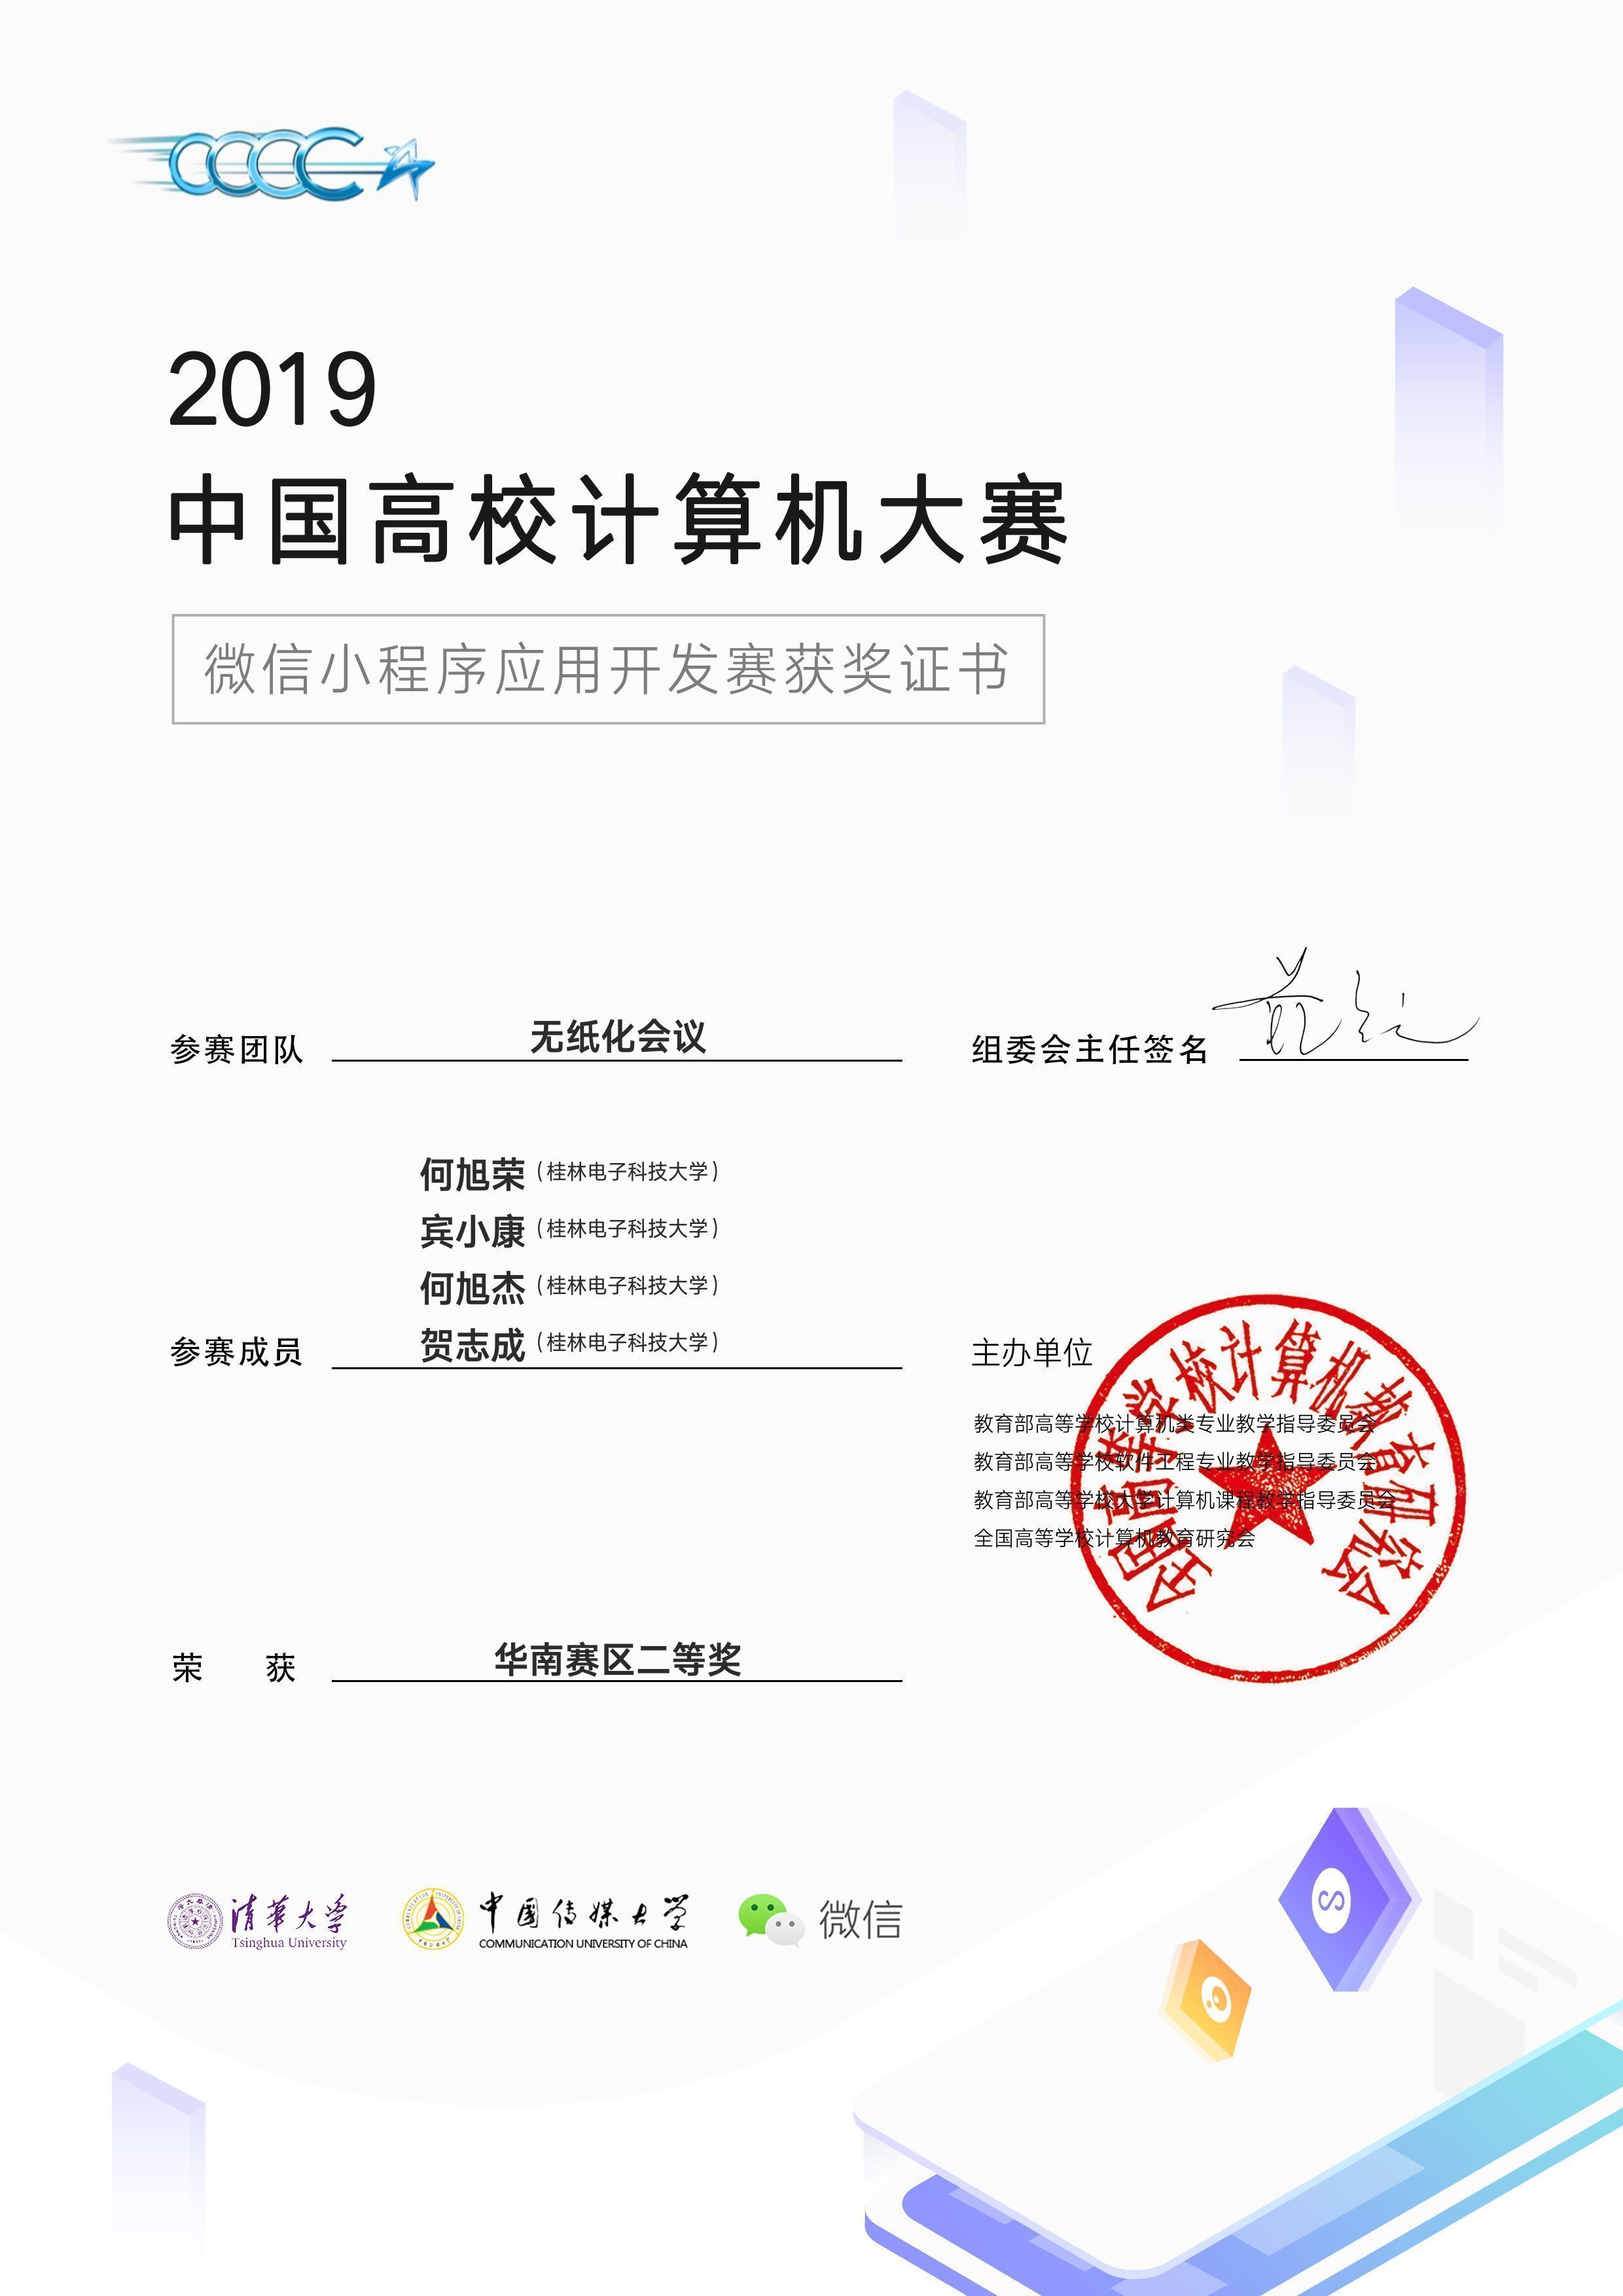 CCCC
2019
中国高校计算机大赛
微信小程序应用开发赛获奖证书
参赛团队 无纸化会议
组委会主任签名
何旭荣(桂林电子科技大学)
宾小康(桂林电子科技大学)
何旭杰(桂林电子科技大学)
参赛成员 贺志成(桂林电子科技大学)
主办单位
教育部高等学校计算机类专业教学指导委员会
教育部高等学校软件工程专业教学指导委员会
教育部高等学校大学计算机课程教学指导委员会
全国高等学校计算机教育研究会
全国高等学校计算机教育研究会
荣 获 华南赛区二等奖
清華大学
Tsinghua University
中国传媒大学
COMMUNICATION UNIVERSITY OF CHINA
微信